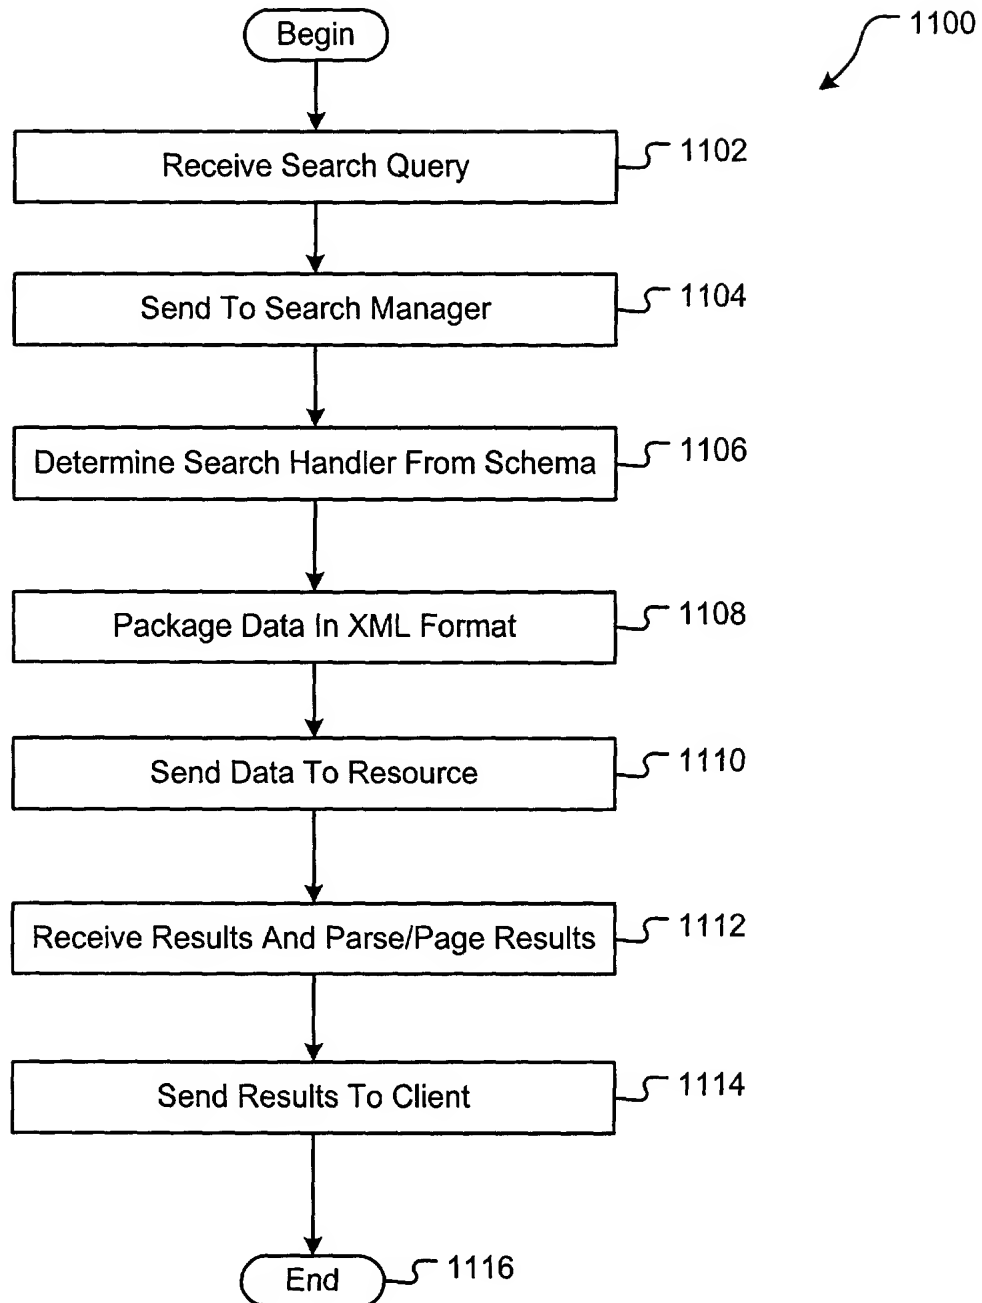 Begin
1100
Receive Search Query
1102
Send To Search Manager
1104
Determine Search Handler From Schema
1106
Package Data In XML Format
1108
Send Data To Resource
1110
Receive Results And Parse/Page Results
1112
Send Results To Client
1114
End
1116